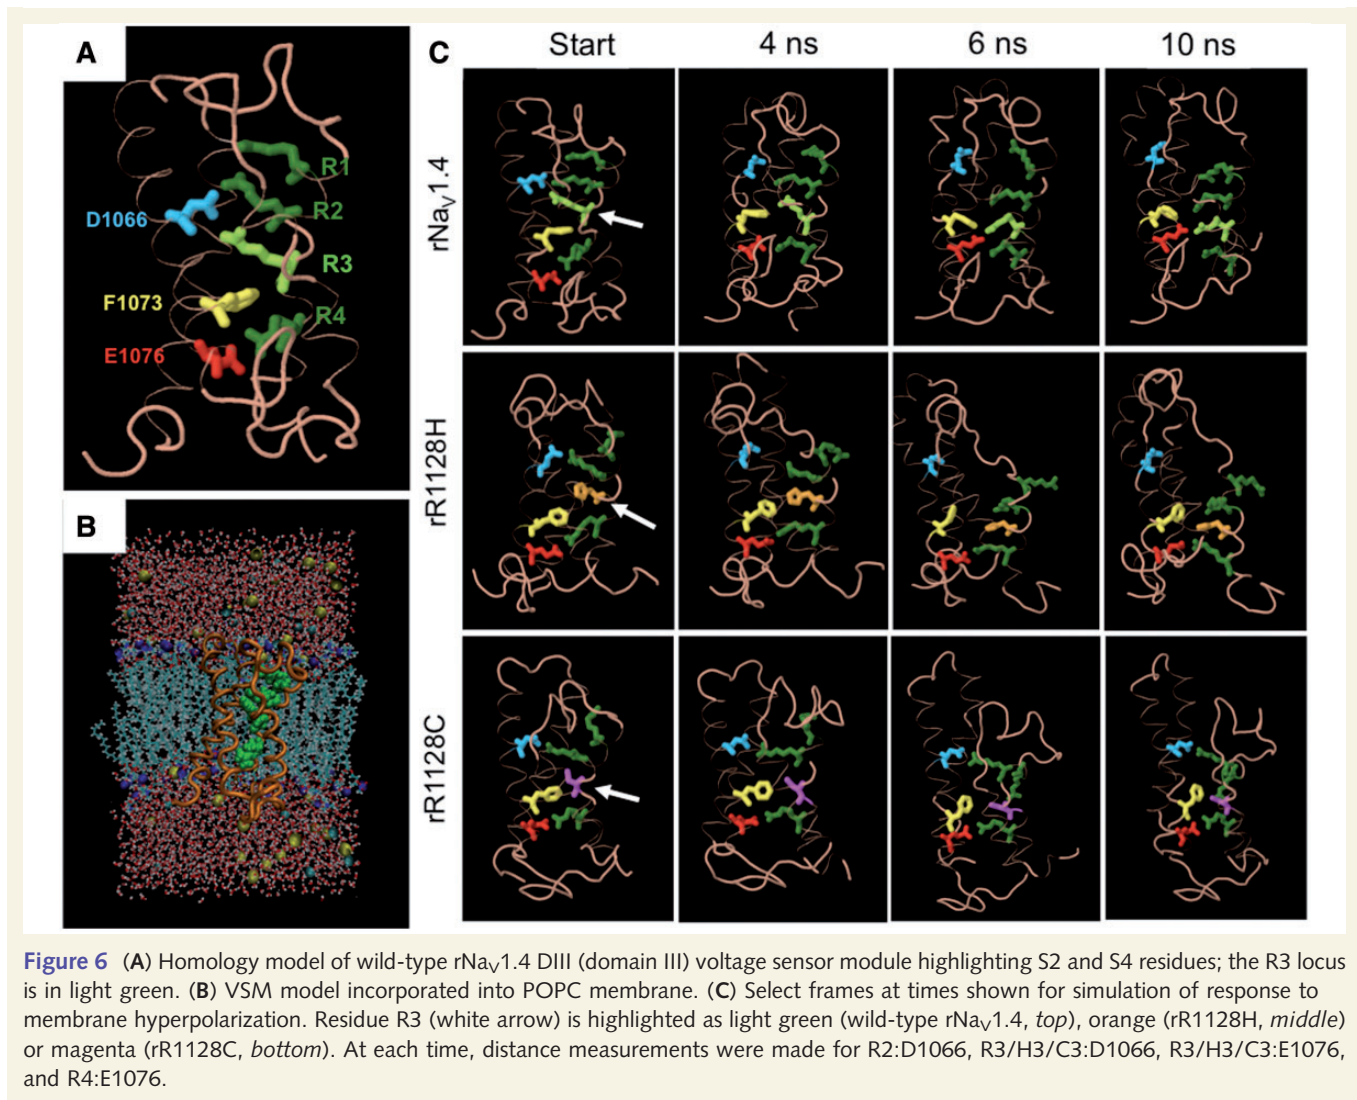 A
R1
D1066
R2
R3
F1073
R4
E1076
B
C
Start
4 ns
6 ns
10 ns
rNaV1.4
rR1128H
rR1128C
Figure 6 (A) Homology model of wild-type rNaV1.4 DIII (domain III) voltage sensor module highlighting S2 and S4 residues; the R3 locus
is in light green. (B) VSM model incorporated into POPC membrane. (C) Select frames at times shown for simulation of response to
membrane hyperpolarization. Residue R3 (white arrow) is highlighted as light green (wild-type rNaV1.4, top), orange (rR1128H, middle)
or magenta (rR1128C, bottom). At each time, distance measurements were made for R2:D1066, R3/H3/C3:D1066, R3/H3/C3:E1076,
and R4:E1076.